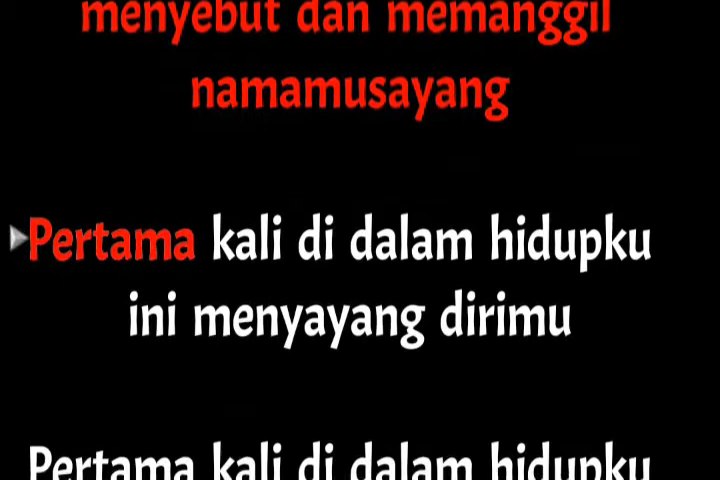 menyebut dan memanggil
namamusayang
Pertama kali di dalam hidupku
ini menyayang dirimu
Pertama kali di dalam hidupku